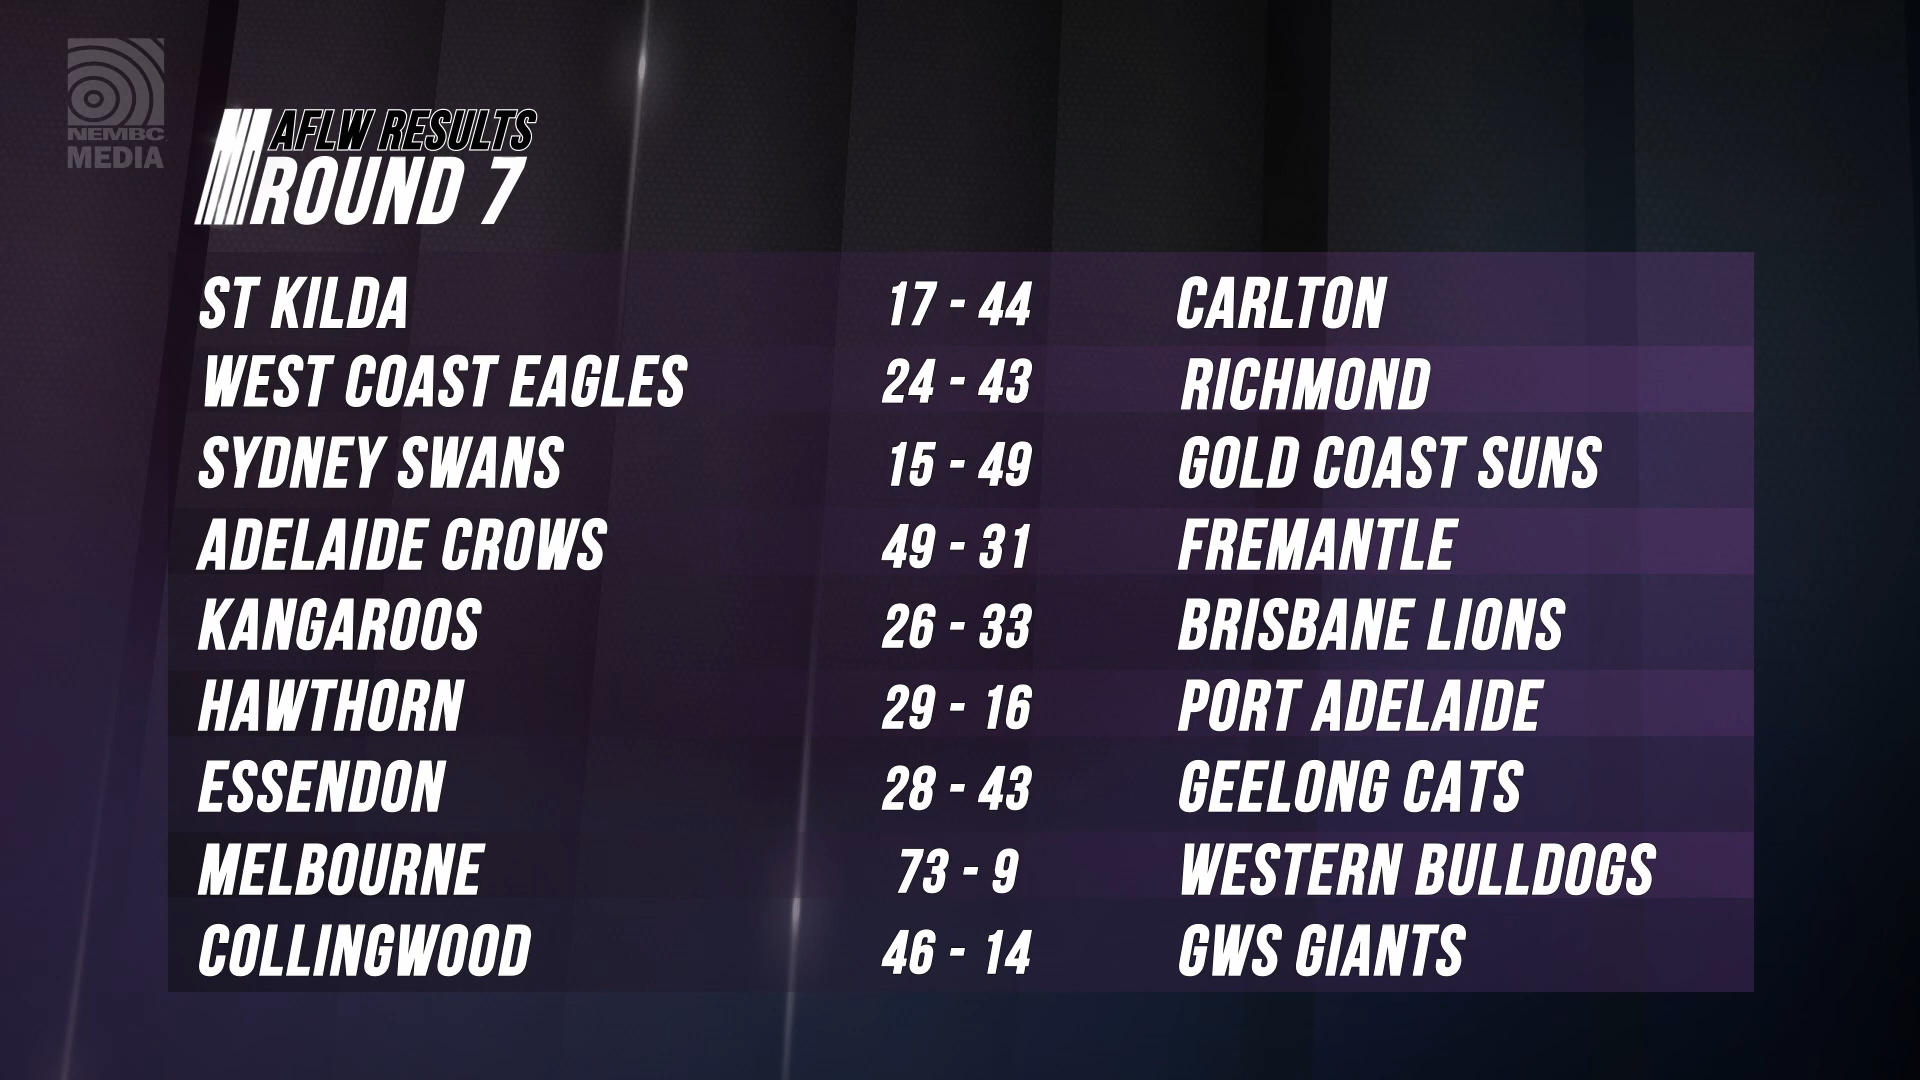 NEMBC
MEDIA
AFLW RESULTS
ROUND 7
ST KILDA 17 - 44 CARLTON
WEST COAST EAGLES 24 - 43 RICHMOND
SYDNEY SWANS 15 - 49 GOLD COAST SUNS
ADELAIDE CROWS 49 - 31 FREMANTLE
KANGAROOS 26 - 33 BRISBANE LIONS
HAWTHORN 29 - 16 PORT ADELAIDE
ESSENDON 28 - 43 GEELONG CATS
MELBOURNE 73 - 9 WESTERN BULLDOGS
COLLINGWOOD 46 - 14 GWS GIANTS